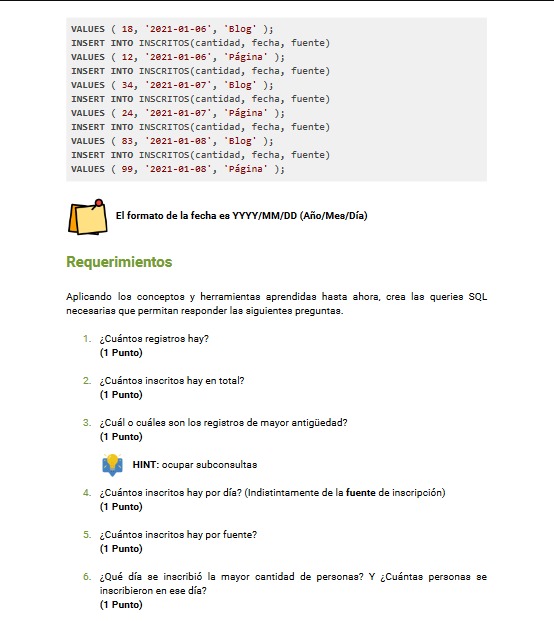 VALUES ( 18, '2021-01-06', 'Blog' );
INSERT INTO INSCRITOS(cantidad, fecha, fuente)
VALUES ( 12, '2021-01-06', 'Página' );
INSERT INTO INSCRITOS(cantidad, fecha, fuente)
VALUES ( 34, '2021-01-07', 'Blog' );
INSERT INTO INSCRITOS(cantidad, fecha, fuente)
VALUES ( 24, '2021-01-07', 'Página' );
INSERT INTO INSCRITOS(cantidad, fecha, fuente)
VALUES ( 83, '2021-01-08', 'Blog' );
INSERT INTO INSCRITOS(cantidad, fecha, fuente)
VALUES ( 99, '2021-01-08', 'Página' );
El formato de la fecha es YYYY/MM/DD (Año/Mes/Día)
Requerimientos
Aplicando los conceptos y herramientas aprendidas hasta ahora, crea las queries SQL
necesarias que permitan responder las siguientes preguntas.
1. ¿Cuántos registros hay?
(1 Punto)
2. ¿Cuántos inscritos hay en total?
(1 Punto)
3. ¿Cuál o cuáles son los registros de mayor antigüedad?
(1 Punto)
HINT: ocupar subconsultas
4. ¿Cuántos inscritos hay por día? (Indistintamente de la fuente de inscripción)
(1 Punto)
5. ¿Cuántos inscritos hay por fuente?
(1 Punto)
6. ¿Qué día se inscribió la mayor cantidad de personas? Y ¿Cuántas personas se
inscribieron en ese día?
(1 Punto)